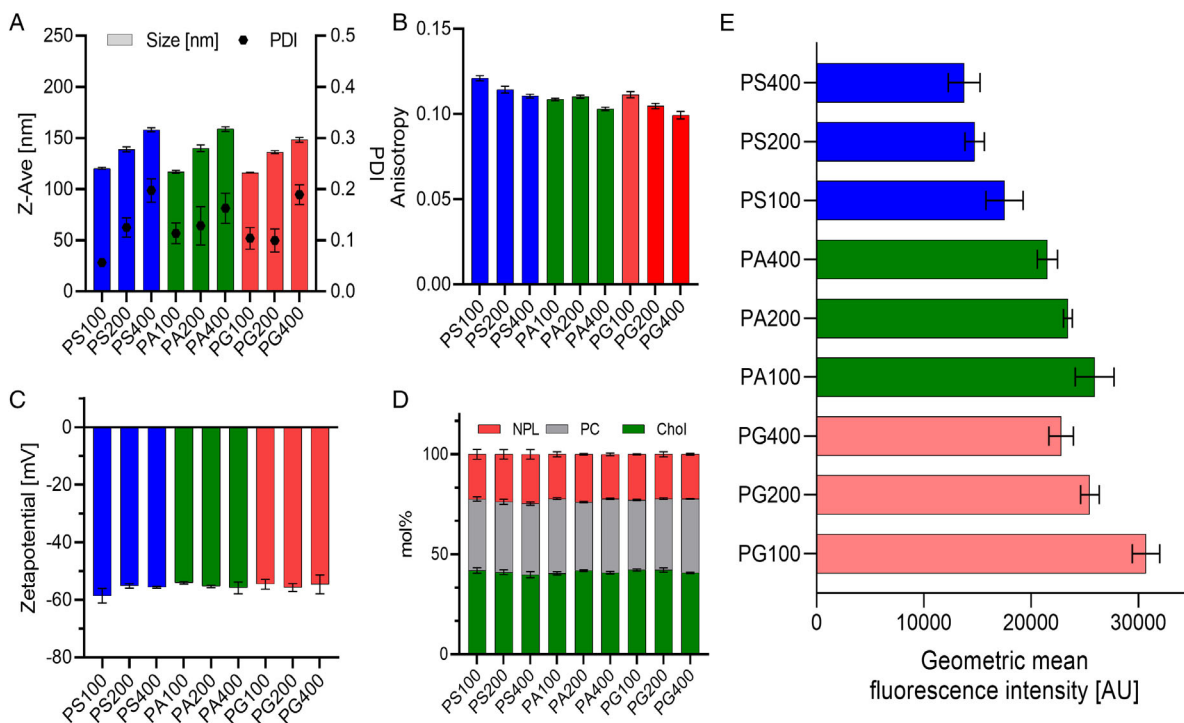 A
Size [nm]
PDI
250
200
150
100
50
0
Z-Ave [nm]
0.5
0.4
0.3
0.2
0.1
0.0
PDI
PS100
PS200
PS400
PA100
PA200
PA400
PG100
PG200
PG400
B
0.15
0.10
0.05
0.00
Anisotropy
PS100
PS200
PS400
PA100
PA200
PA400
PG100
PG200
PG400
C
0
-20
-40
-60
-80
Zetapotential [mV]
PS100
PS200
PS400
PA100
PA200
PA400
PG100
PG200
PG400
D
NPL
PC
Chol
100
50
0
mol%
PS100
PS200
PS400
PA100
PA200
PA400
PG100
PG200
PG400
E
PS400
PS200
PS100
PA400
PA200
PA100
PG400
PG200
PG100
0
10000
20000
30000
Geometric mean
fluorescence intensity [AU]